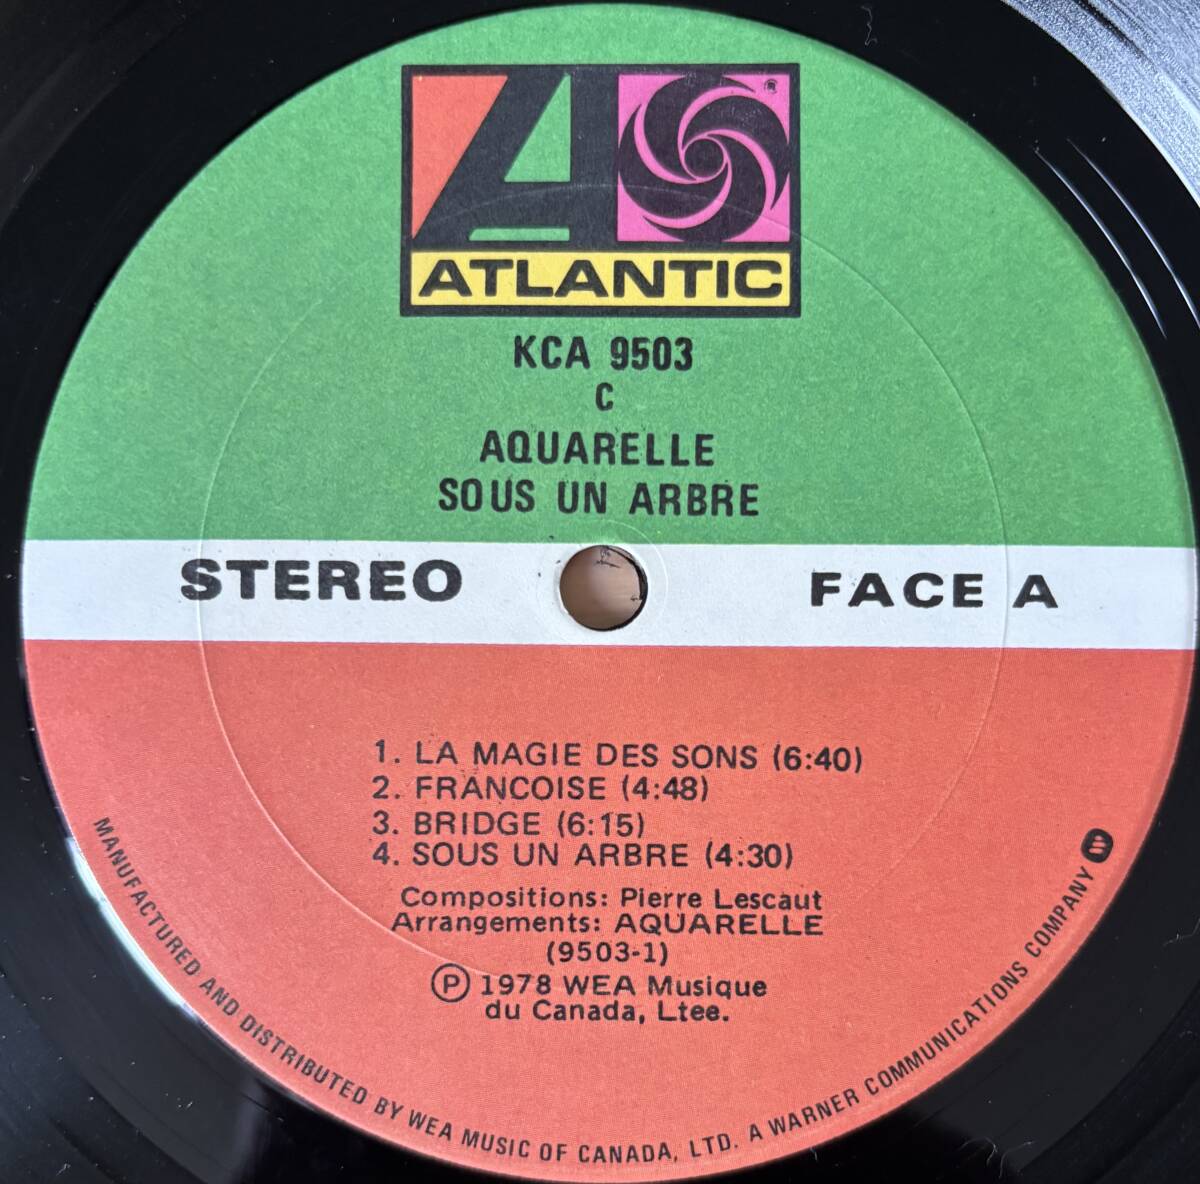 ATLANTIC
KCA 9503
C
AQUARELLE
SOUS UN ARBRE
STEREO
FACE A
1. LA MAGIE DES SONS (6:40)
2. FRANCOISE (4:48)
3. BRIDGE (6:15)
4. SOUS UN ARBRE (4:30)
Compositions: Pierre Lescaut
Arrangements: AQUARELLE
(9503-1)
Ⓟ 1978 WEA Musique
du Canada, Ltee.
MANUFACTURED AND DISTRIBUTED BY WEA MUSIC OF CANADA, LTD. A WARNER COMMUNICATIONS COMPANY